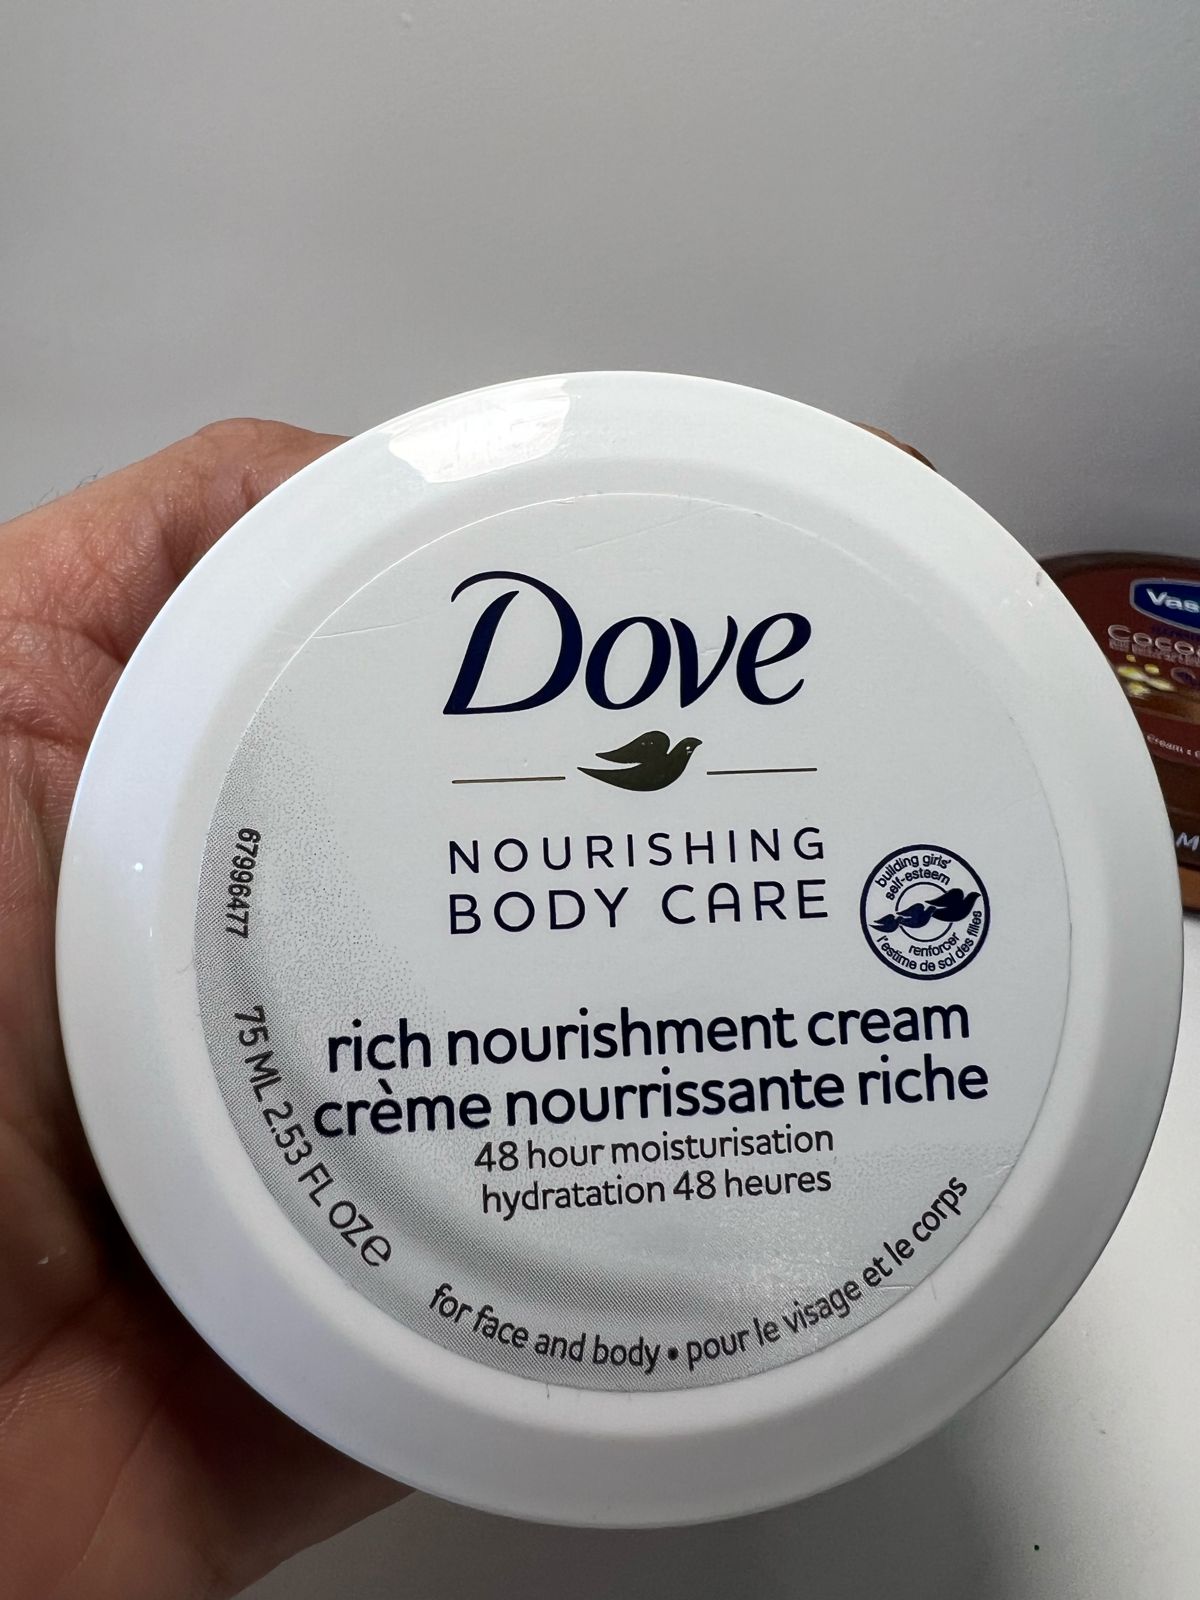 Dove
NOURISHING
BODY CARE
building girls'
self-esteem
renforcer
l'estime de soi des filles
rich nourishment cream
crème nourrissante riche
48 hour moisturisation
hydratation 48 heures
67996477
75 ML 2.53 FL OZ e
for face and body • pour le visage et le corps
Vas
Coco